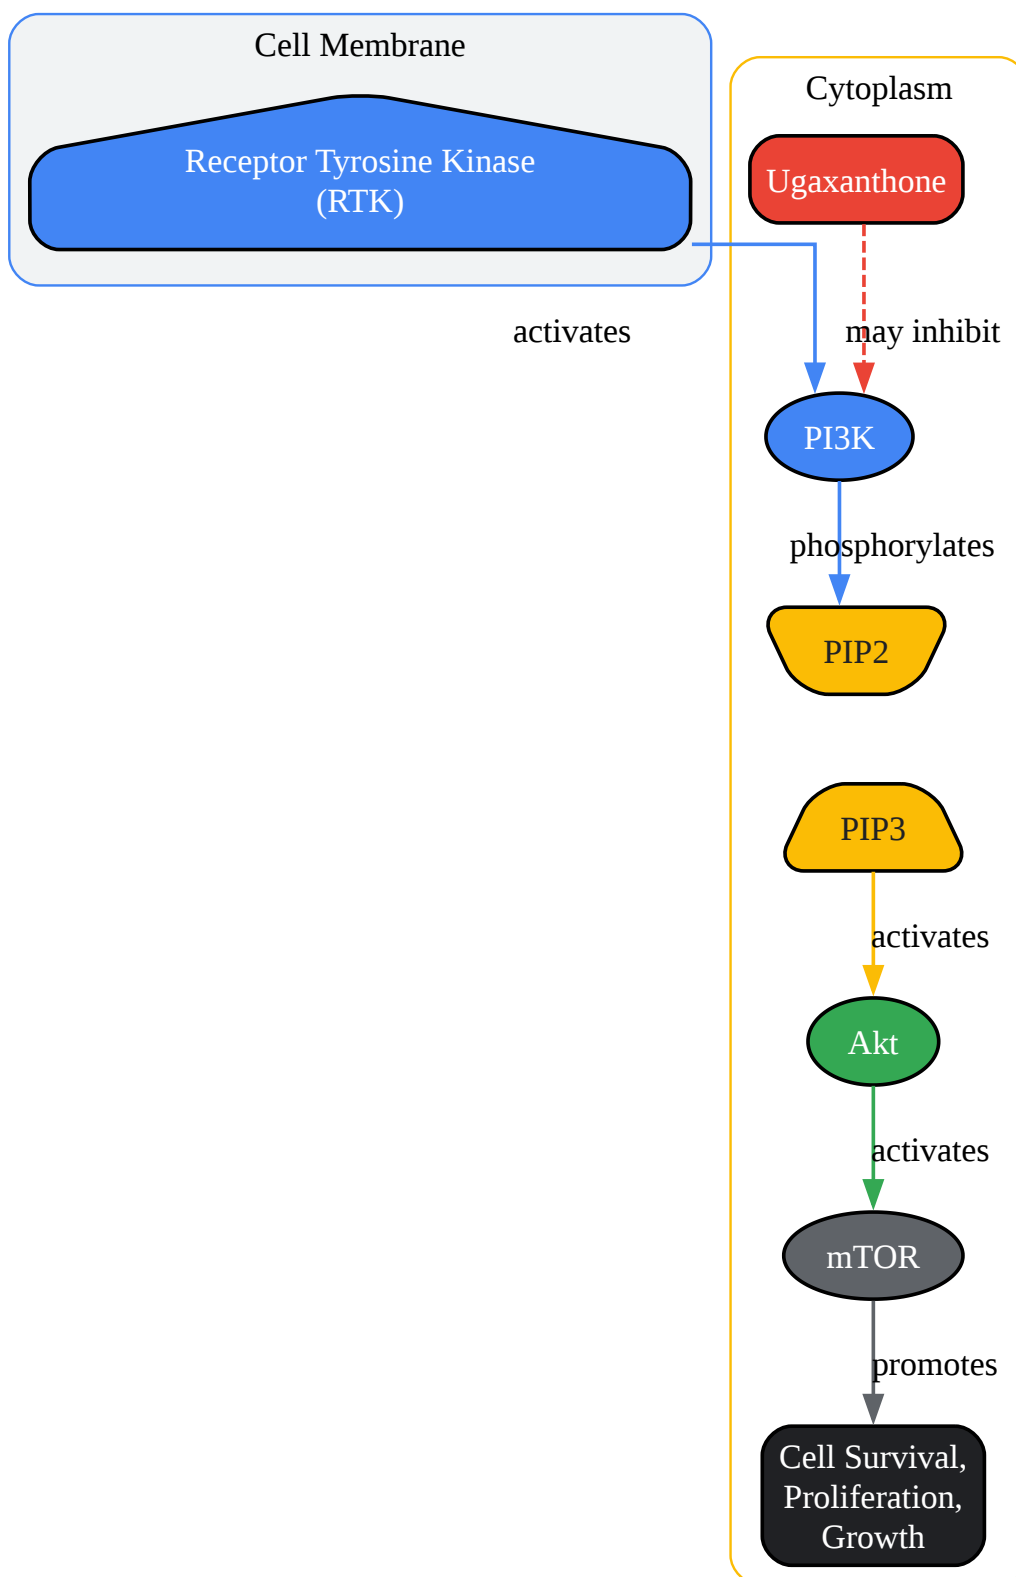 Cell Membrane
Receptor Tyrosine Kinase
(RTK)
Cytoplasm
Ugaxanthone
activates
may inhibit
PI3K
phosphorylates
PIP2
PIP3
activates
Akt
activates
mTOR
promotes
Cell Survival,
Proliferation,
Growth